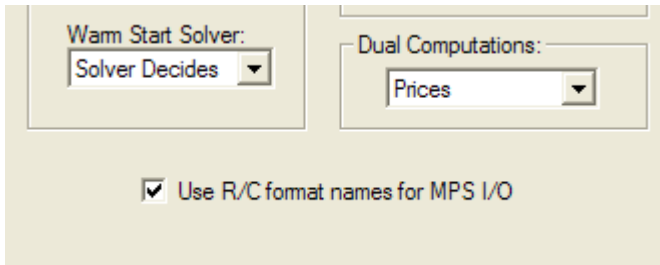 Warm Start Solver:
Solver Decides
Dual Computations:
Prices
Use R/C format names for MPS I/O